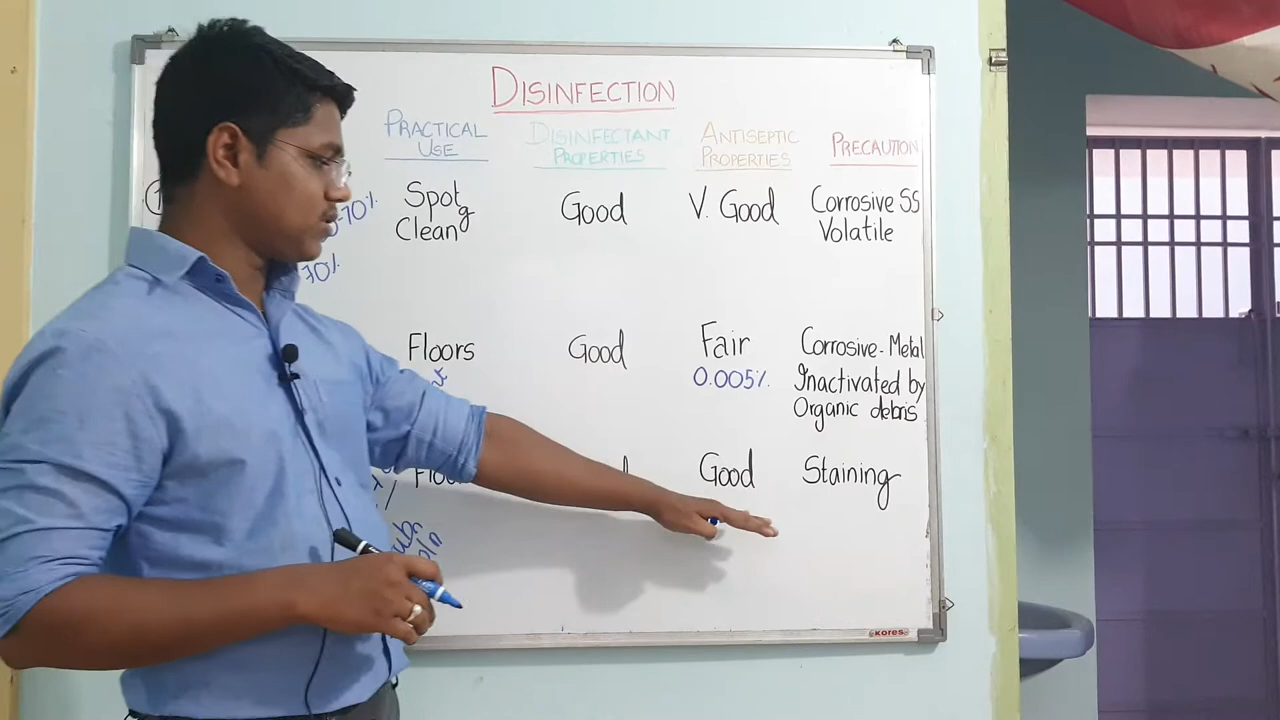 DISINFECTION
PRACTICAL
USE
DISINFECTANT
PROPERTIES
ANTISEPTIC
PROPERTIES
PRECAUTION
Spot
Cleang
Good
V. Good
Corrosive SS
Volatile
70%
Floors
Good
Fair
0.005%
Corrosive-Metal
Inactivated by
Organic debris
Good
Staining
kores